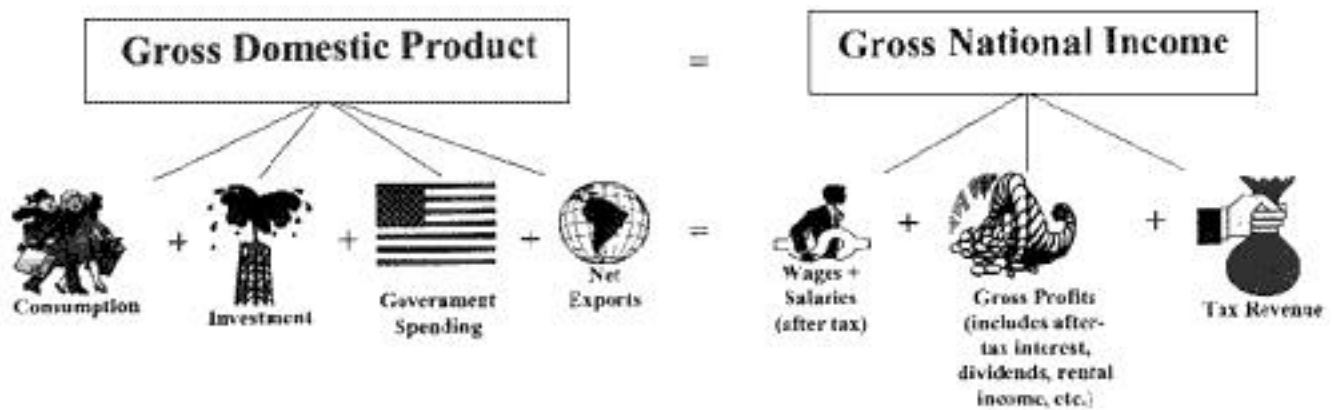 Gross Domestic Product
=
Gross National Income
+
+
+
=
+
+
Consumption
Investment
Government
Spending
Net
Exports
Wages +
Salaries
(after tax)
Gross Profits
(includes after-
tax interest,
dividends, rental
income, etc.)
Tax Revenue